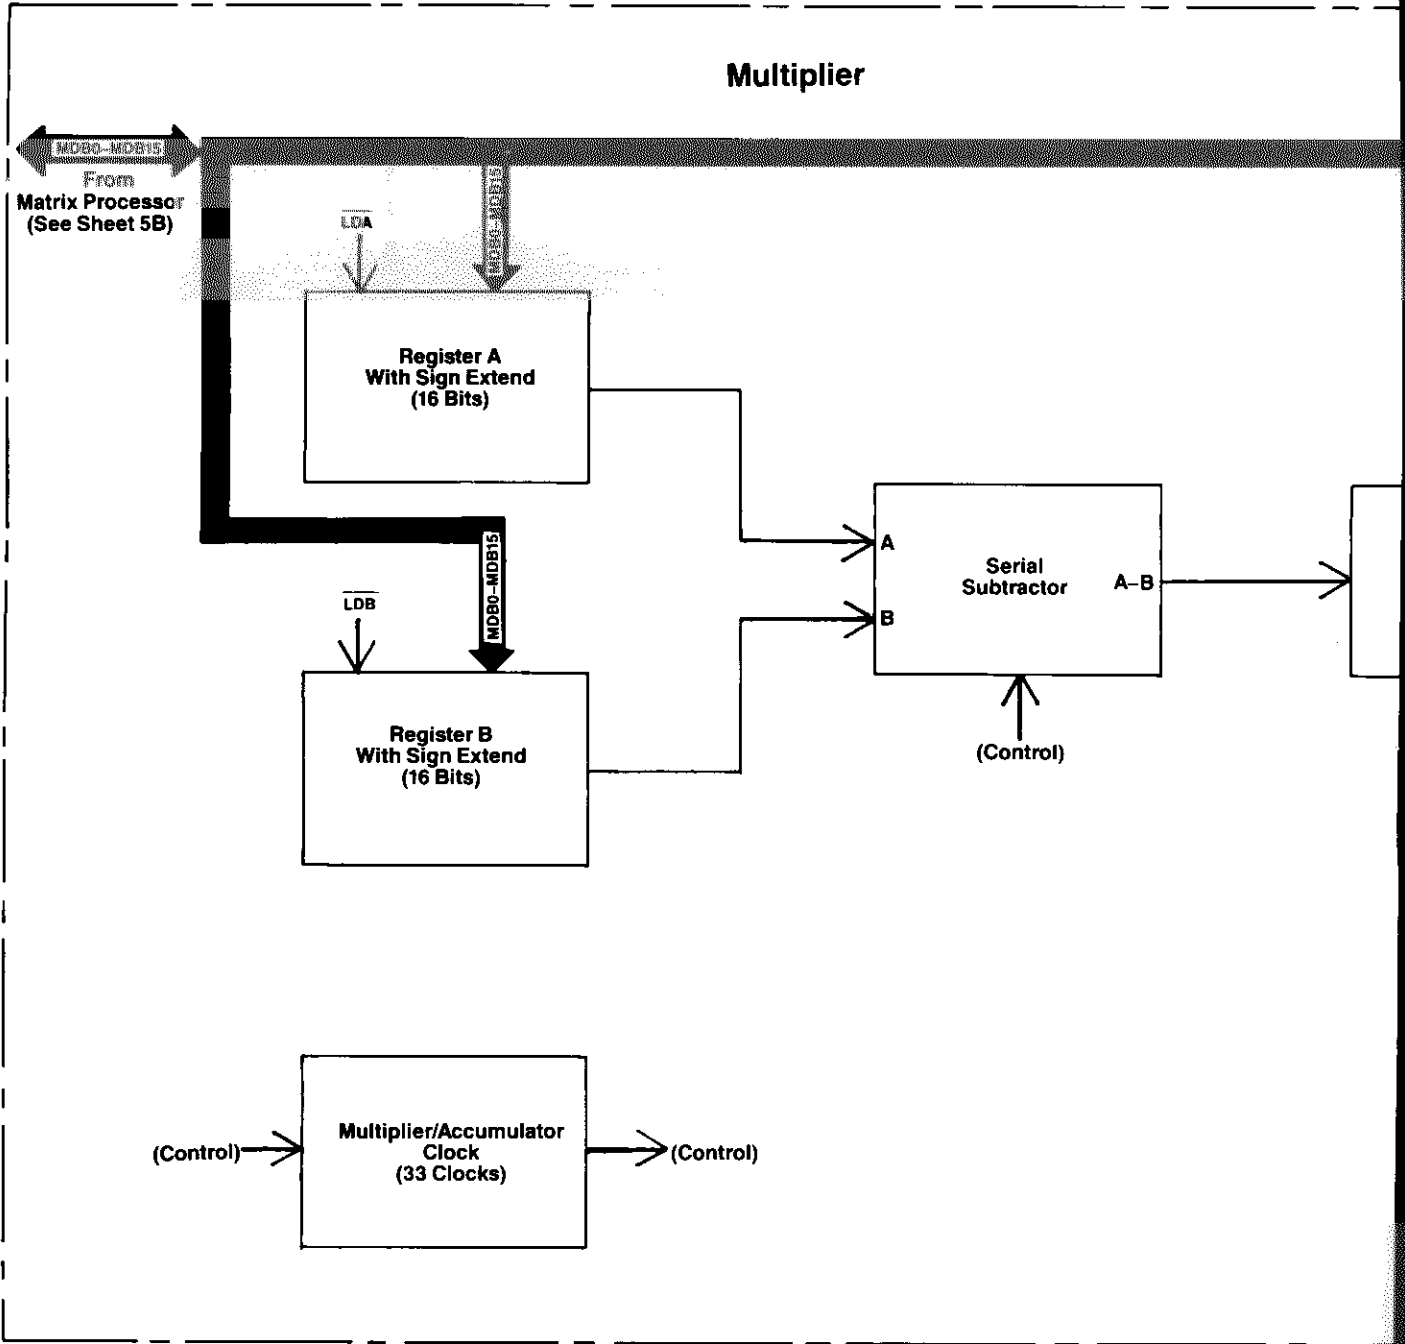 Multiplier
MDB0–MDB15
From
Matrix Processor
(See Sheet 5B)
LDA
MDB0–MDB15
Register A
With Sign Extend
(16 Bits)
A
Serial
Subtractor
A–B
B
(Control)
MDB0–MDB15
LDB
Register B
With Sign Extend
(16 Bits)
(Control)
Multiplier/Accumulator
Clock
(33 Clocks)
(Control)